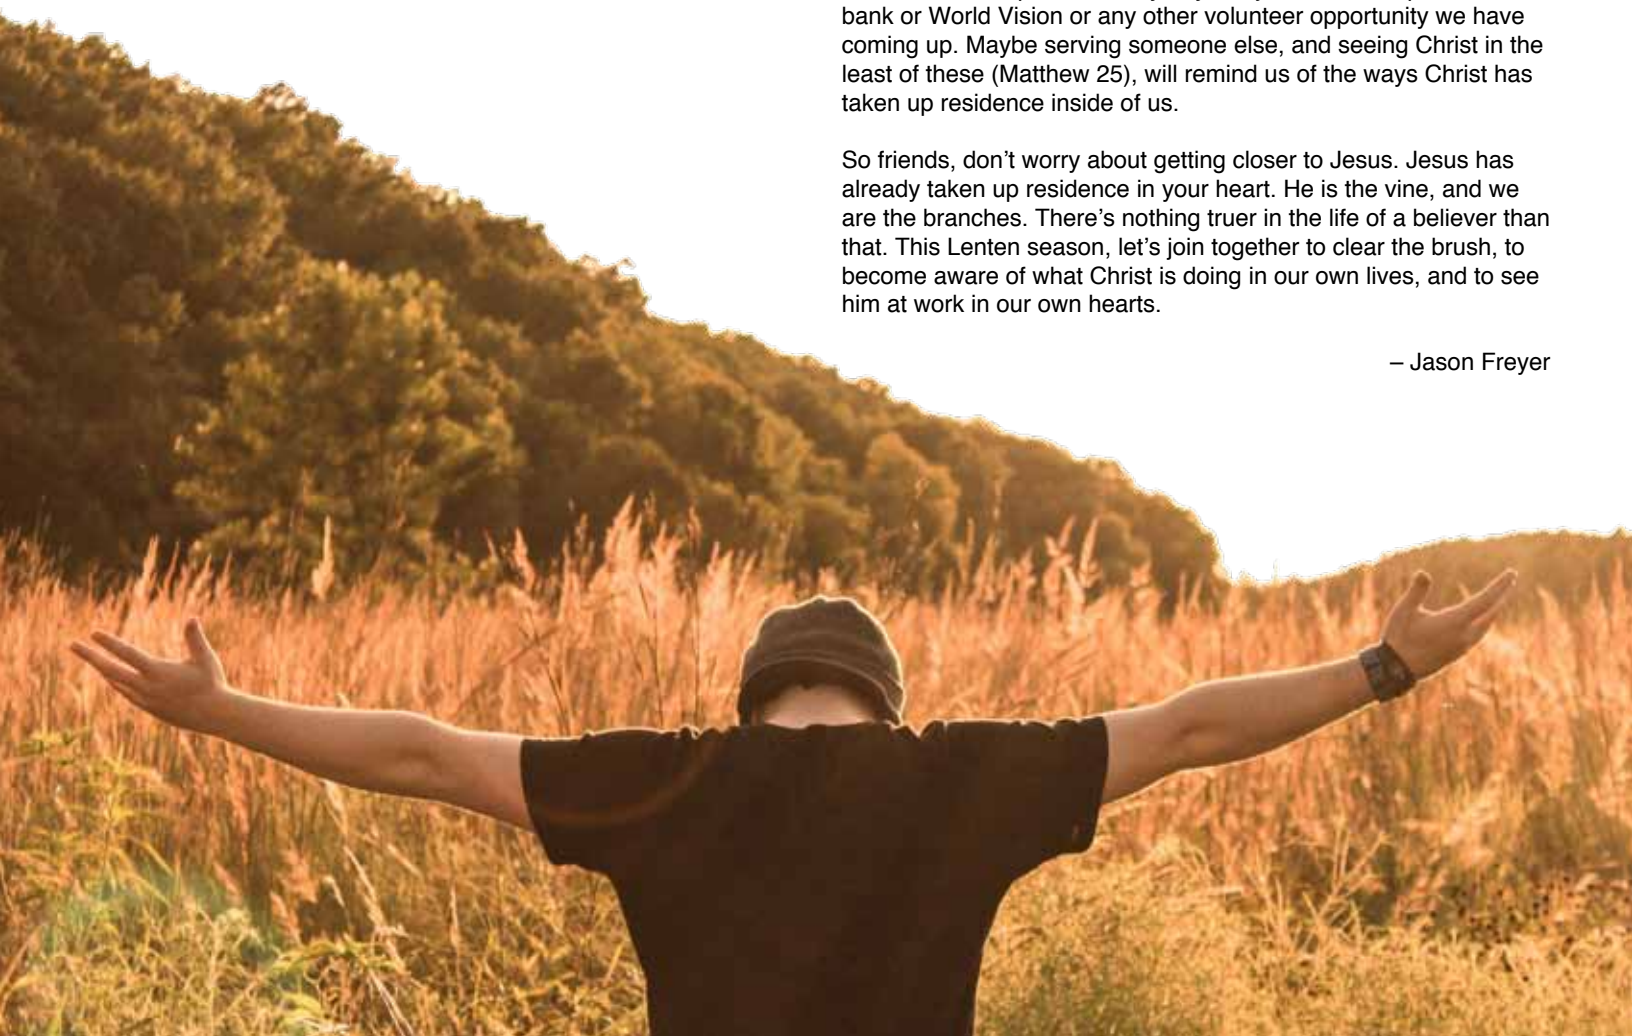 bank or World Vision or any other volunteer opportunity we have
coming up. Maybe serving someone else, and seeing Christ in the
least of these (Matthew 25), will remind us of the ways Christ has
taken up residence inside of us.
So friends, don’t worry about getting closer to Jesus. Jesus has
already taken up residence in your heart. He is the vine, and we
are the branches. There’s nothing truer in the life of a believer than
that. This Lenten season, let’s join together to clear the brush, to
become aware of what Christ is doing in our own lives, and to see
him at work in our own hearts.
– Jason Freyer